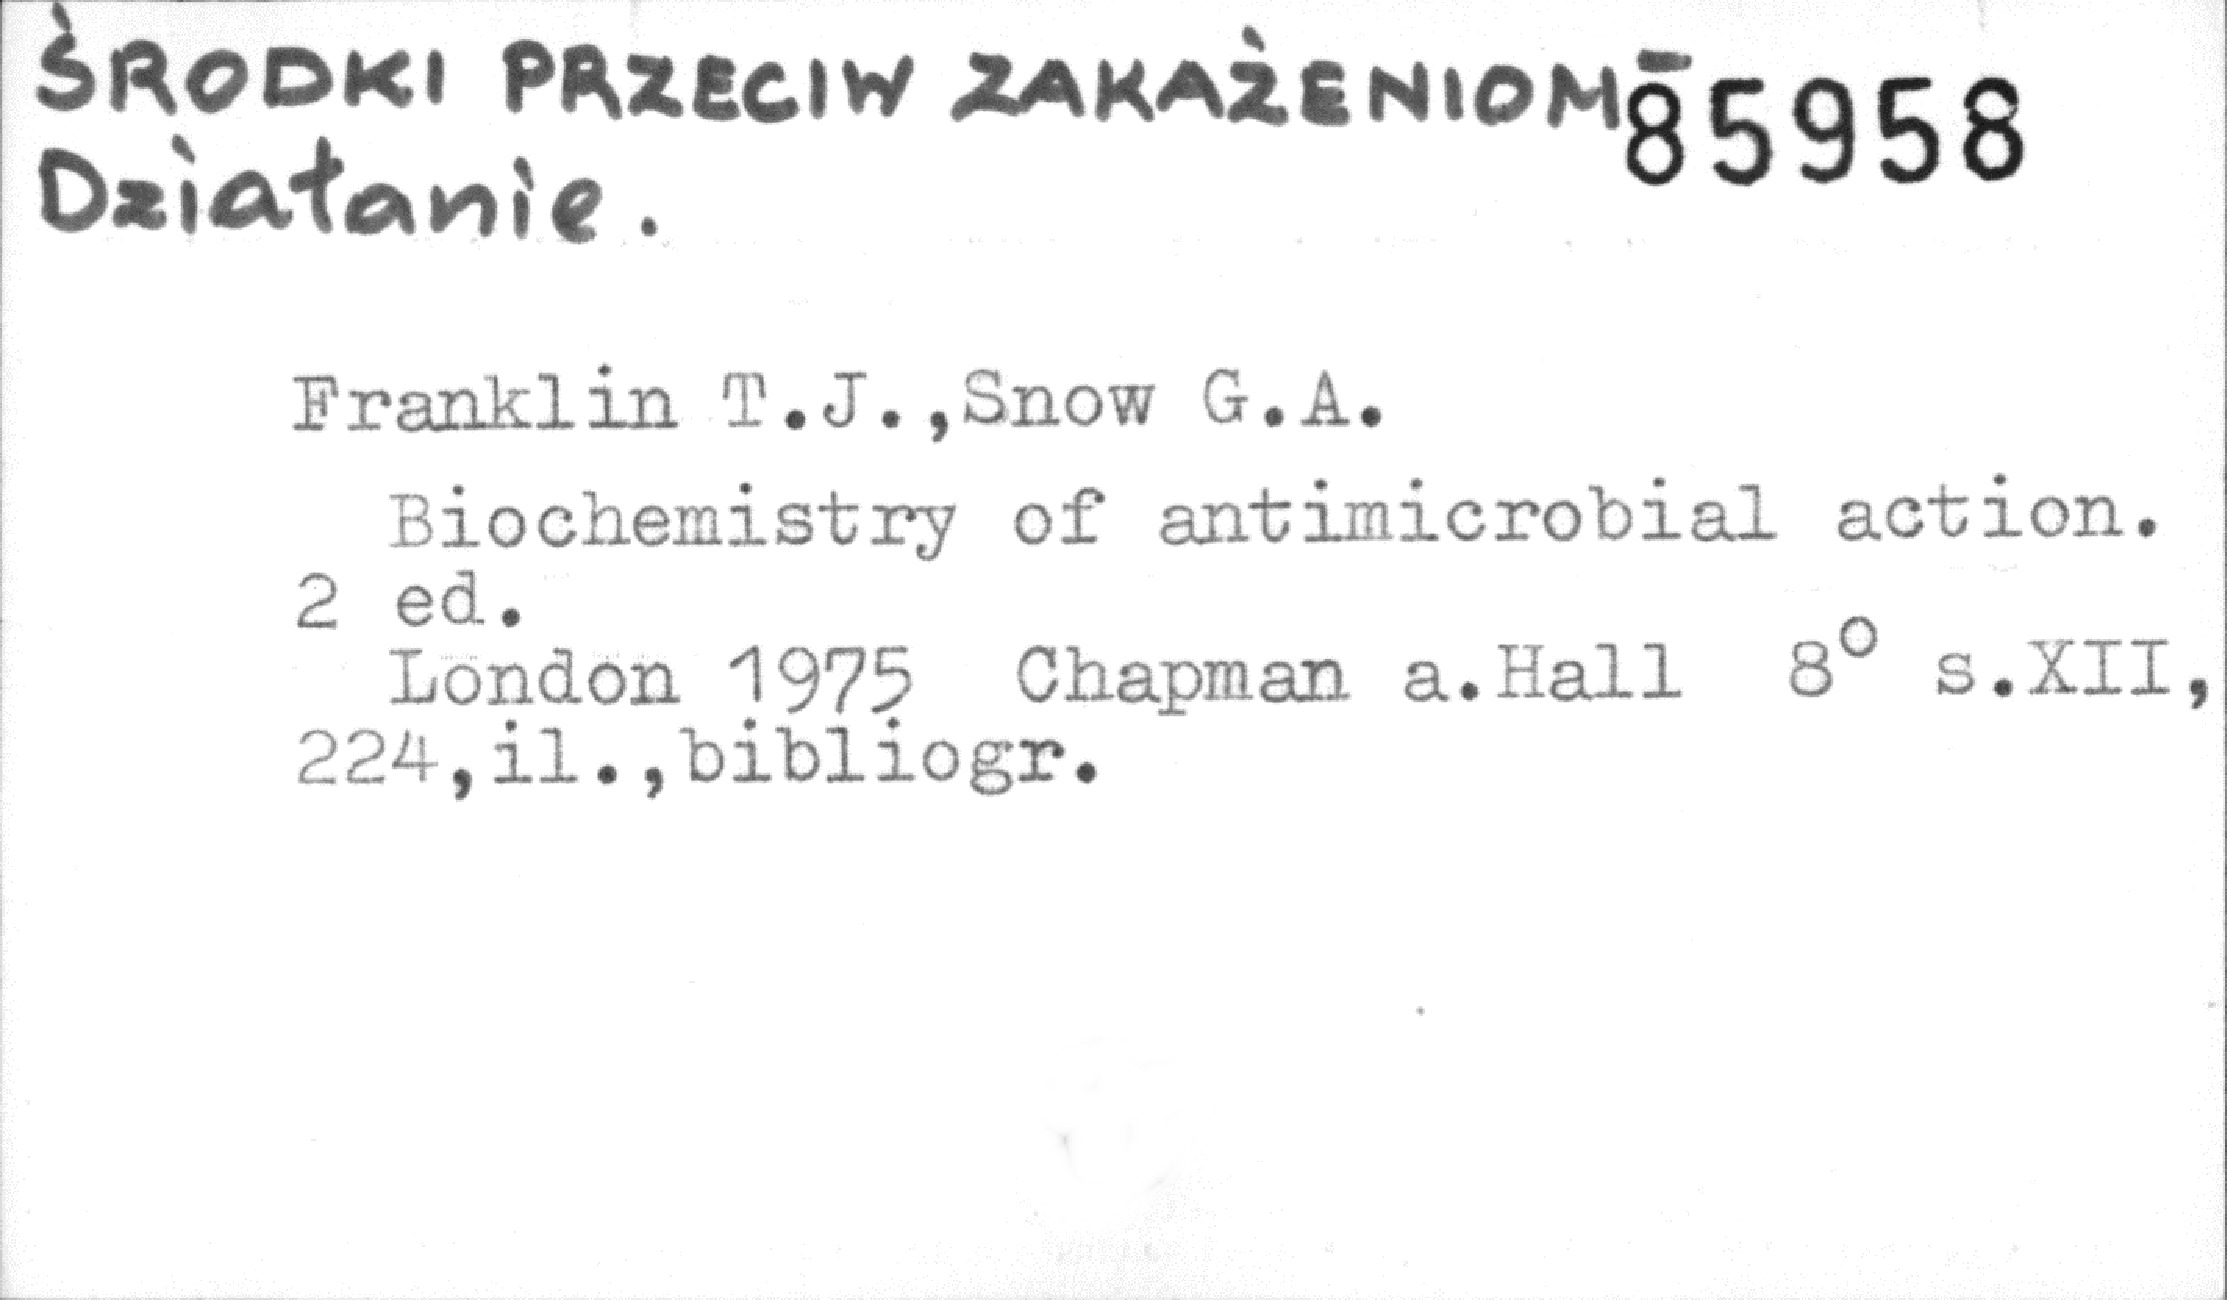 ŚRODKI PRZECIW ZAKAŻENIOM-
85958
Działanie.
Franklin T.J.,Snow G.A.
Biochemistry of antimicrobial action.
2 ed.
London 1975 Chapman a.Hall 8° s.XII,
224,il.,bibliogr.